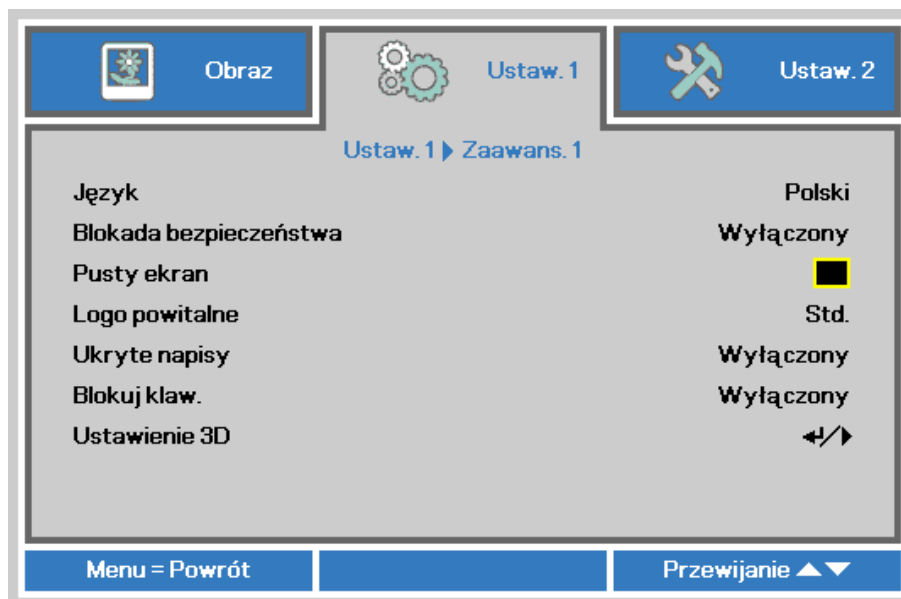 Obraz
Ustaw. 1
Ustaw. 2
Ustaw. 1 Zaawans. 1
Język Polski
Blokada bezpieczeństwa Wyłączony
Pusty ekran
Logo powitalne Std.
Ukryte napisy Wyłączony
Blokuj klaw. Wyłączony
Ustawienie 3D ↵/▶
Menu = Powrót
Przewijanie ▲▼